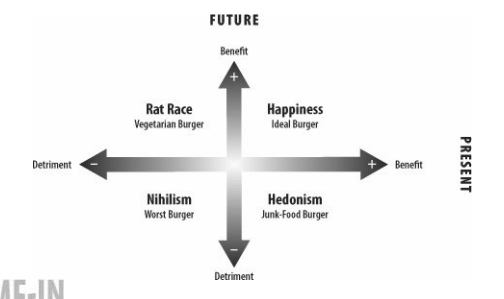 FUTURE
Benefit
+
Rat Race
Vegetarian Burger
Happiness
Ideal Burger
Detriment
−
+
Benefit
PRESENT
Nihilism
Worst Burger
Hedonism
Junk-Food Burger
−
Detriment